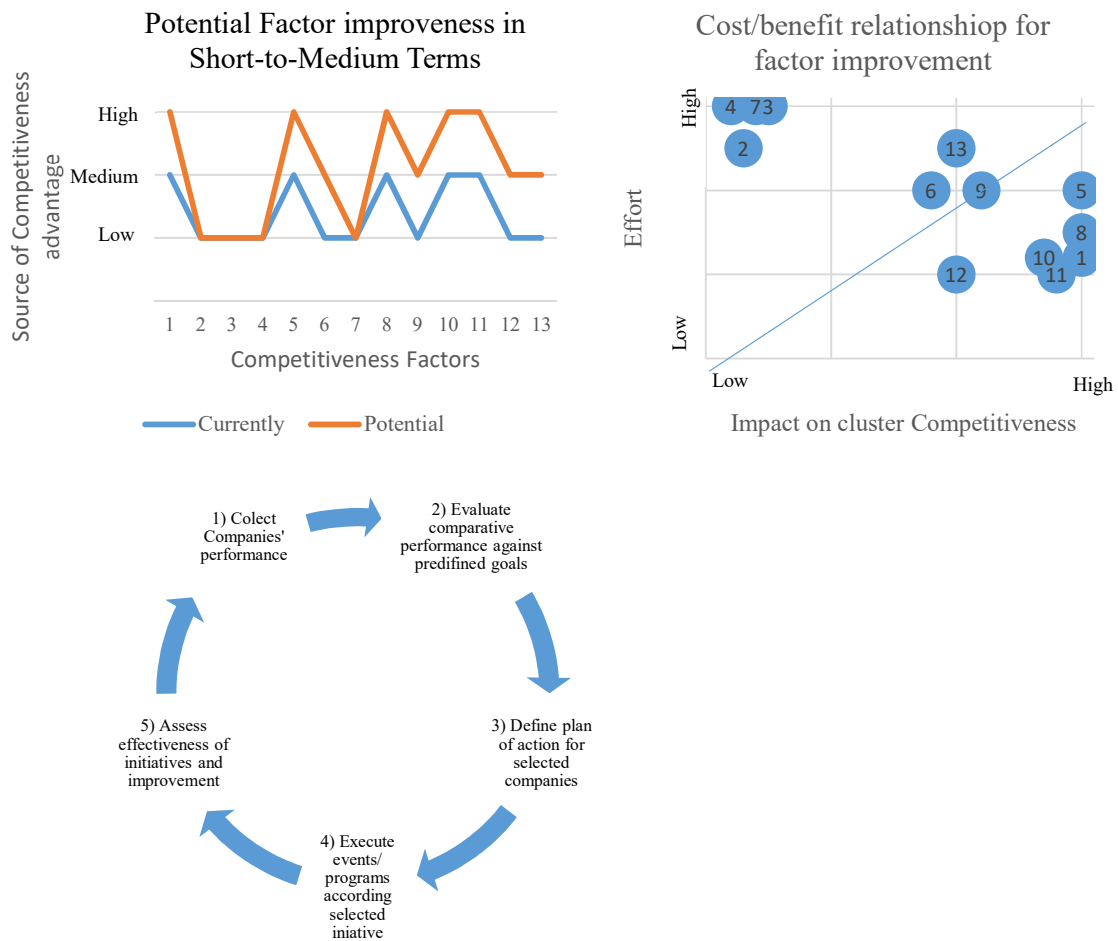 Potential Factor improveness in
Short-to-Medium Terms
Source of Competitiveness
advantage
High
Medium
Low
1 2 3 4 5 6 7 8 9 10 11 12 13
Competitiveness Factors
Currently Potential
Cost/benefit relationshiop for
factor improvement
Effort
High
Low
4 7 3
2
13
6
9
5
8
10
1
11
12
Low
High
Impact on cluster Competitiveness
1) Colect
Companies'
performance
2) Evaluate
comparative
performance against
predifined goals
3) Define plan
of action for
selected
companies
4) Execute
events/
programs
according
selected
iniative
5) Assess
effectiveness of
initiatives and
improvement